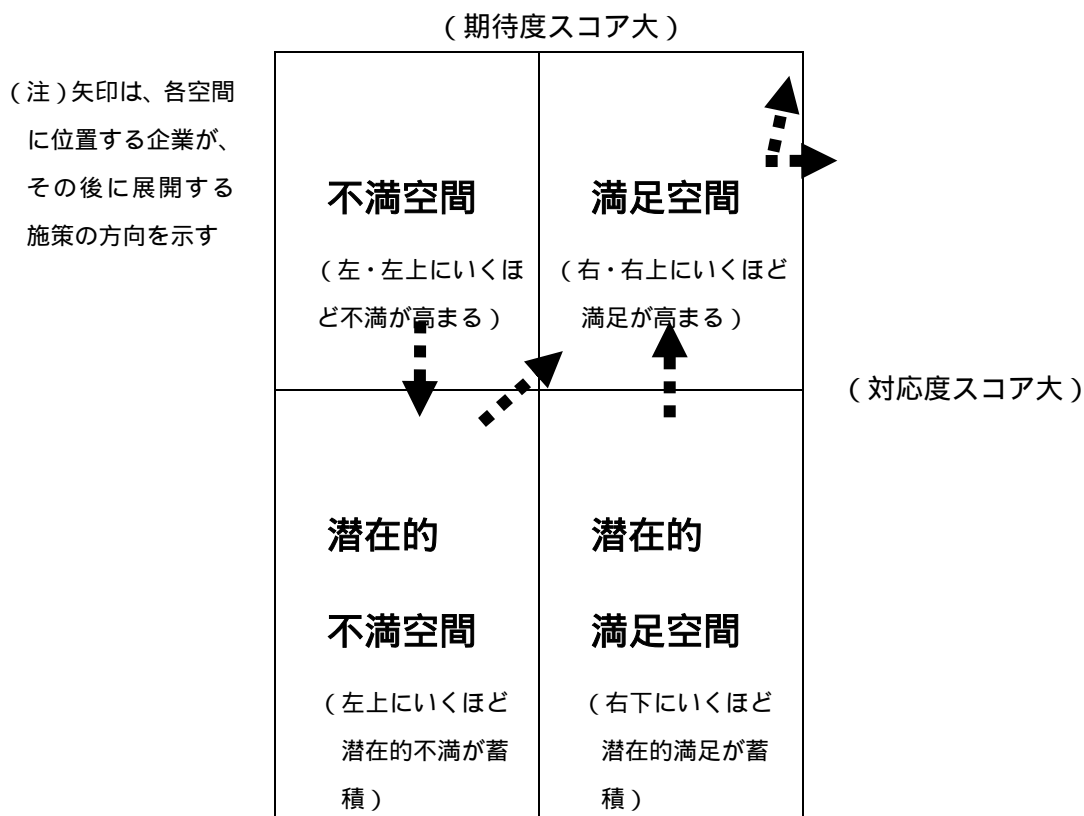 (期待度スコア大)
(注)矢印は、各空間
に位置する企業が、
その後に展開する
施策の方向を示す
不満空間
(左・左上にいくほ
ど不満が高まる)
満足空間
(右・右上にいくほど
満足が高まる)
(対応度スコア大)
潜在的
不満空間
(左上にいくほど
潜在的不満が蓄
積)
潜在的
満足空間
(右下にいくほど
潜在的満足が蓄
積)